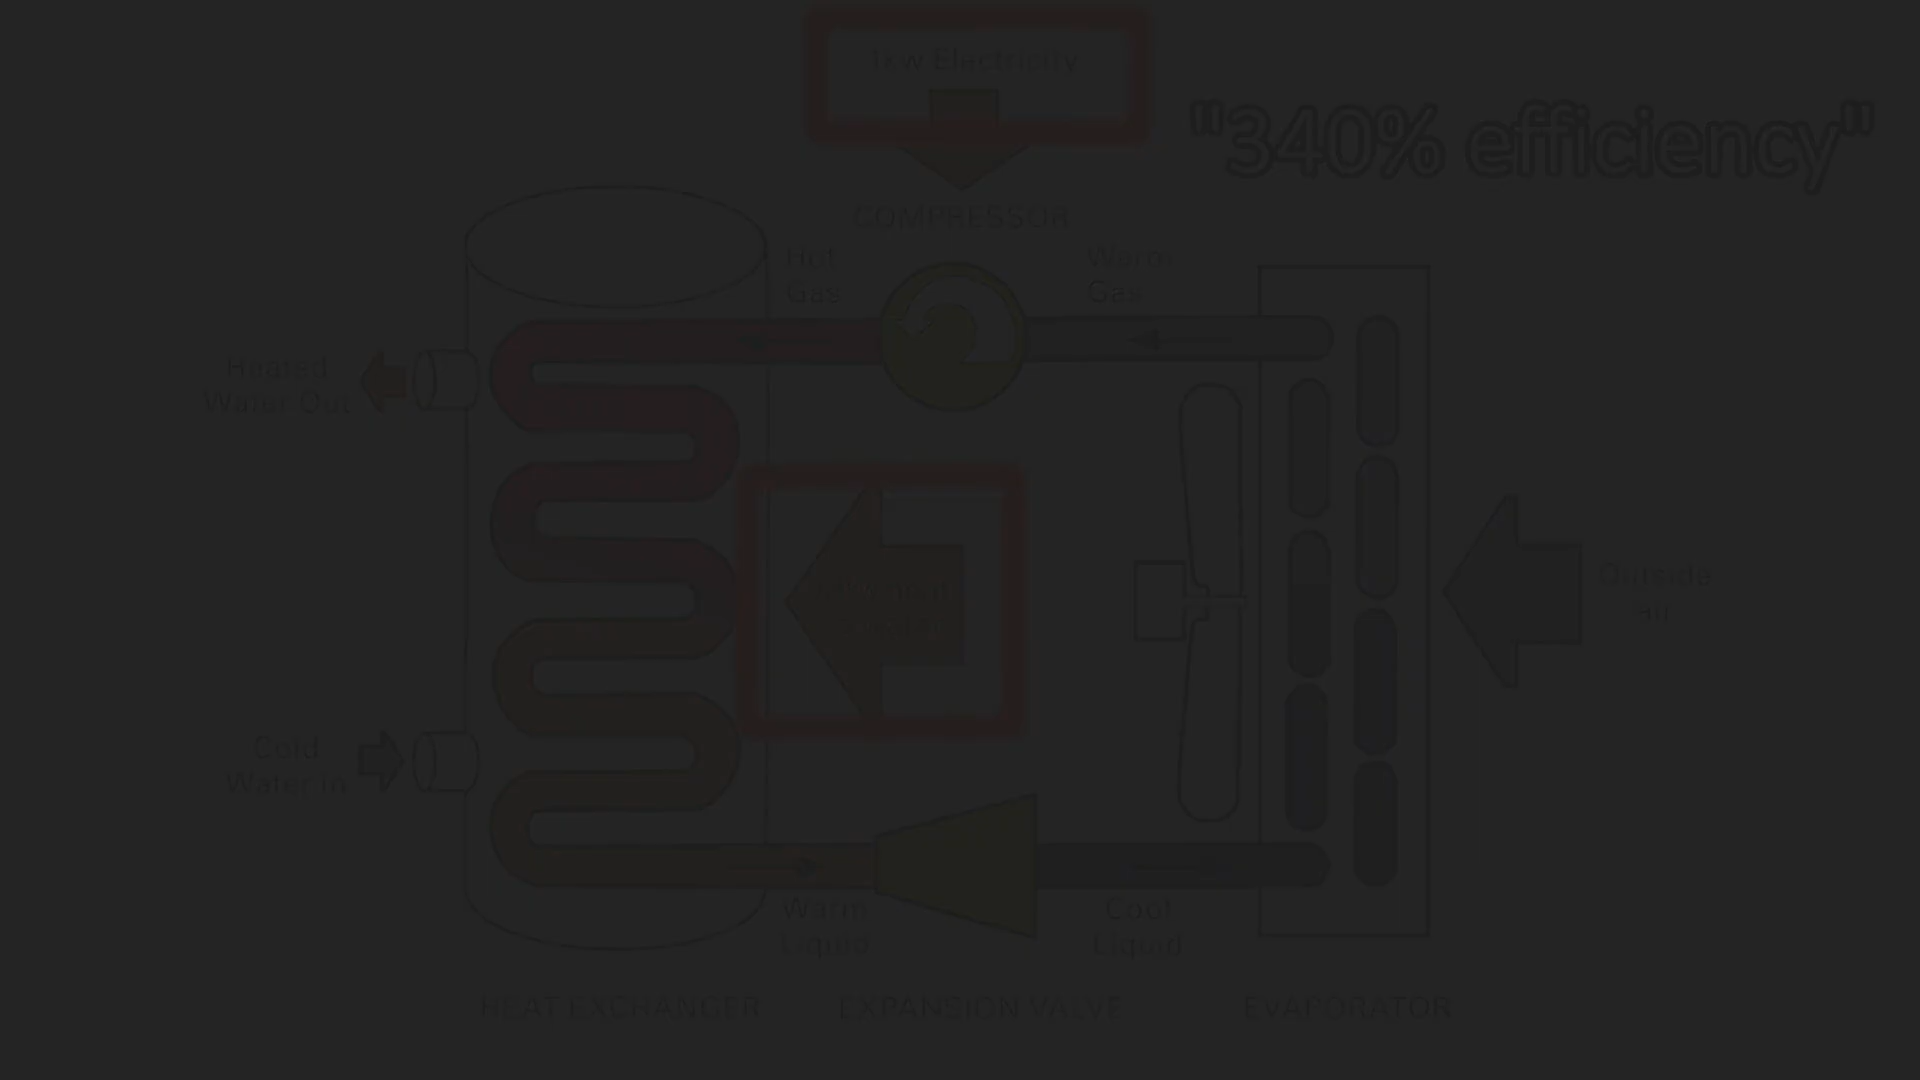 1kw Electricity
"340% efficiency"
COMPRESSOR
Hot
Gas
Warm
Gas
Heated
Water Out
Outside
air
Cold
Water In
Warm
Liquid
Cool
Liquid
HEAT EXCHANGER
EXPANSION VALVE
EVAPORATOR